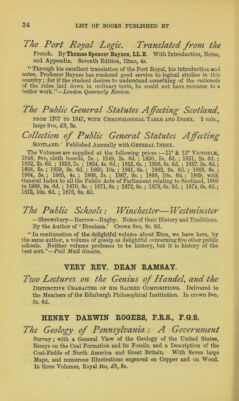 24 LIST OF BOOKS PUBLISHED BY
The Port Royal Logic. Translated from the
French. By Thomas Spencer Baynes, LL.B. With Introduction, Notes,
and Appendix. Seventh Edition, 12mo, 4s.
"Through his excellent translation of the Port Royal, his introduction and
notes, Professor Baynes has rendered good service to logical studies in this
country; for if the student desires to understand something of the rationale
of the rules laid down in ordinary texts, he could not have recourse to a
better work."—London Quarterly Review.
The Public General Statutes Affecting Scotland,
FROM 1707 TO 1847, WITH CHRONOLOGICAL TABLE AND INDEX. 3 vols.,
large 8vo, £3, 3s.
Collection of Public General Statutes Affecting
SCOTLAND. Published Annually with GENERAL INDEX.
The Volumes are supplied at the following prices:—11° & 12° VICTORIÆ,
1848, 8vo, cloth boards, 5s.; 1849, 2s. 6d.; 1850, 5s. 6d.; 1851, 2s. 6d.;
1852, 2s. 6d.; 1853, 7s.; 1854, 6s. 6d.; 1855, 6s.; 1856, 6s. 6d.; 1857, 5s. 6d.;
1858, 5s.; 1859, 3s. 6d.; 1860, 10s.; 1861, 8s.; 1862, 9s. 6d.; 1863, 6s.;
1864, 5s.; 1865, 4s.; 1866, 5s.; 1867, 9s.; 1868, 10s. 6d.; 1869, with
General Index to all the Public Acts of Parliament relating to Scotland, 1800
to 1868, 9s. 6d.; 1870, 8s.; 1871, 8s.; 1872, 9s.; 1873, 6s. 6d.; 1874, 6s. 6d.;
1875, 10s. 6d.; 1876, 6s. 6d.
The Public Schools: Winchester—Westminster
—Shrewsbury—Harrow—Rugby. Notes of their History and Traditions.
By the Author of 'Etoniana.' Crown 8vo, 8s. 6d.
"In continuation of the delightful volume about Eton, we have here, by
the same author, a volume of gossip as delightful concerning five other public
schools. Neither volume professes to be history, but it is history of the
best sort."—Pall Mall Gazette.
VERY REV. DEAN RAMSAY.
Two Lectures on the Genius of Handel, and the
DISTINCTIVE CHARACTER OF HIS SACRED COMPOSITIONS. Delivered to
the Members of the Edinburgh Philosophical Institution. In crown 8vo,
3s. 6d.
HENRY DARWIN ROGERS, F.R.S., F.G.S.
The Geology of Pennsylvania: A Government
Survey; with a General View of the Geology of the United States,
Essays on the Coal Formation and its Fossils, and a Description of the
Coal-Fields of North America and Great Britain. With Seven large
Maps, and numerous Illustrations engraved on Copper and on Wood.
In three Volumes, Royal 4to, £8, 8s.